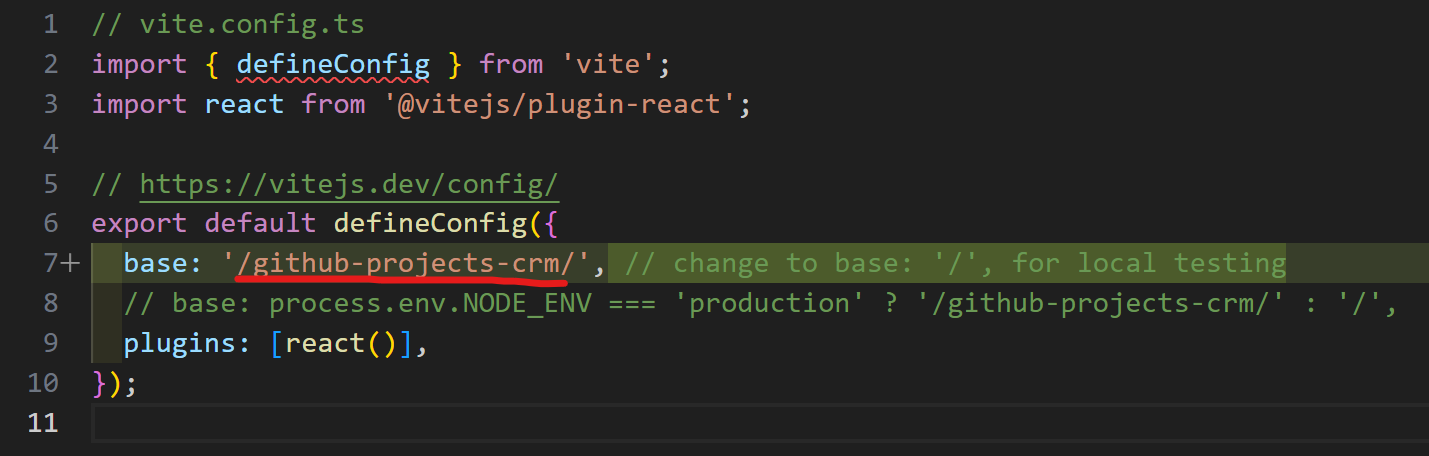 1 // vite.config.ts
2 import { defineConfig } from 'vite';
3 import react from '@vitejs/plugin-react';
4
5 // https://vitejs.dev/config/
6 export default defineConfig({
7+ base: '/github-projects-crm/', // change to base: '/', for local testing
8 // base: process.env.NODE_ENV === 'production' ? '/github-projects-crm/' : '/',
9 plugins: [react()],
10 });
11